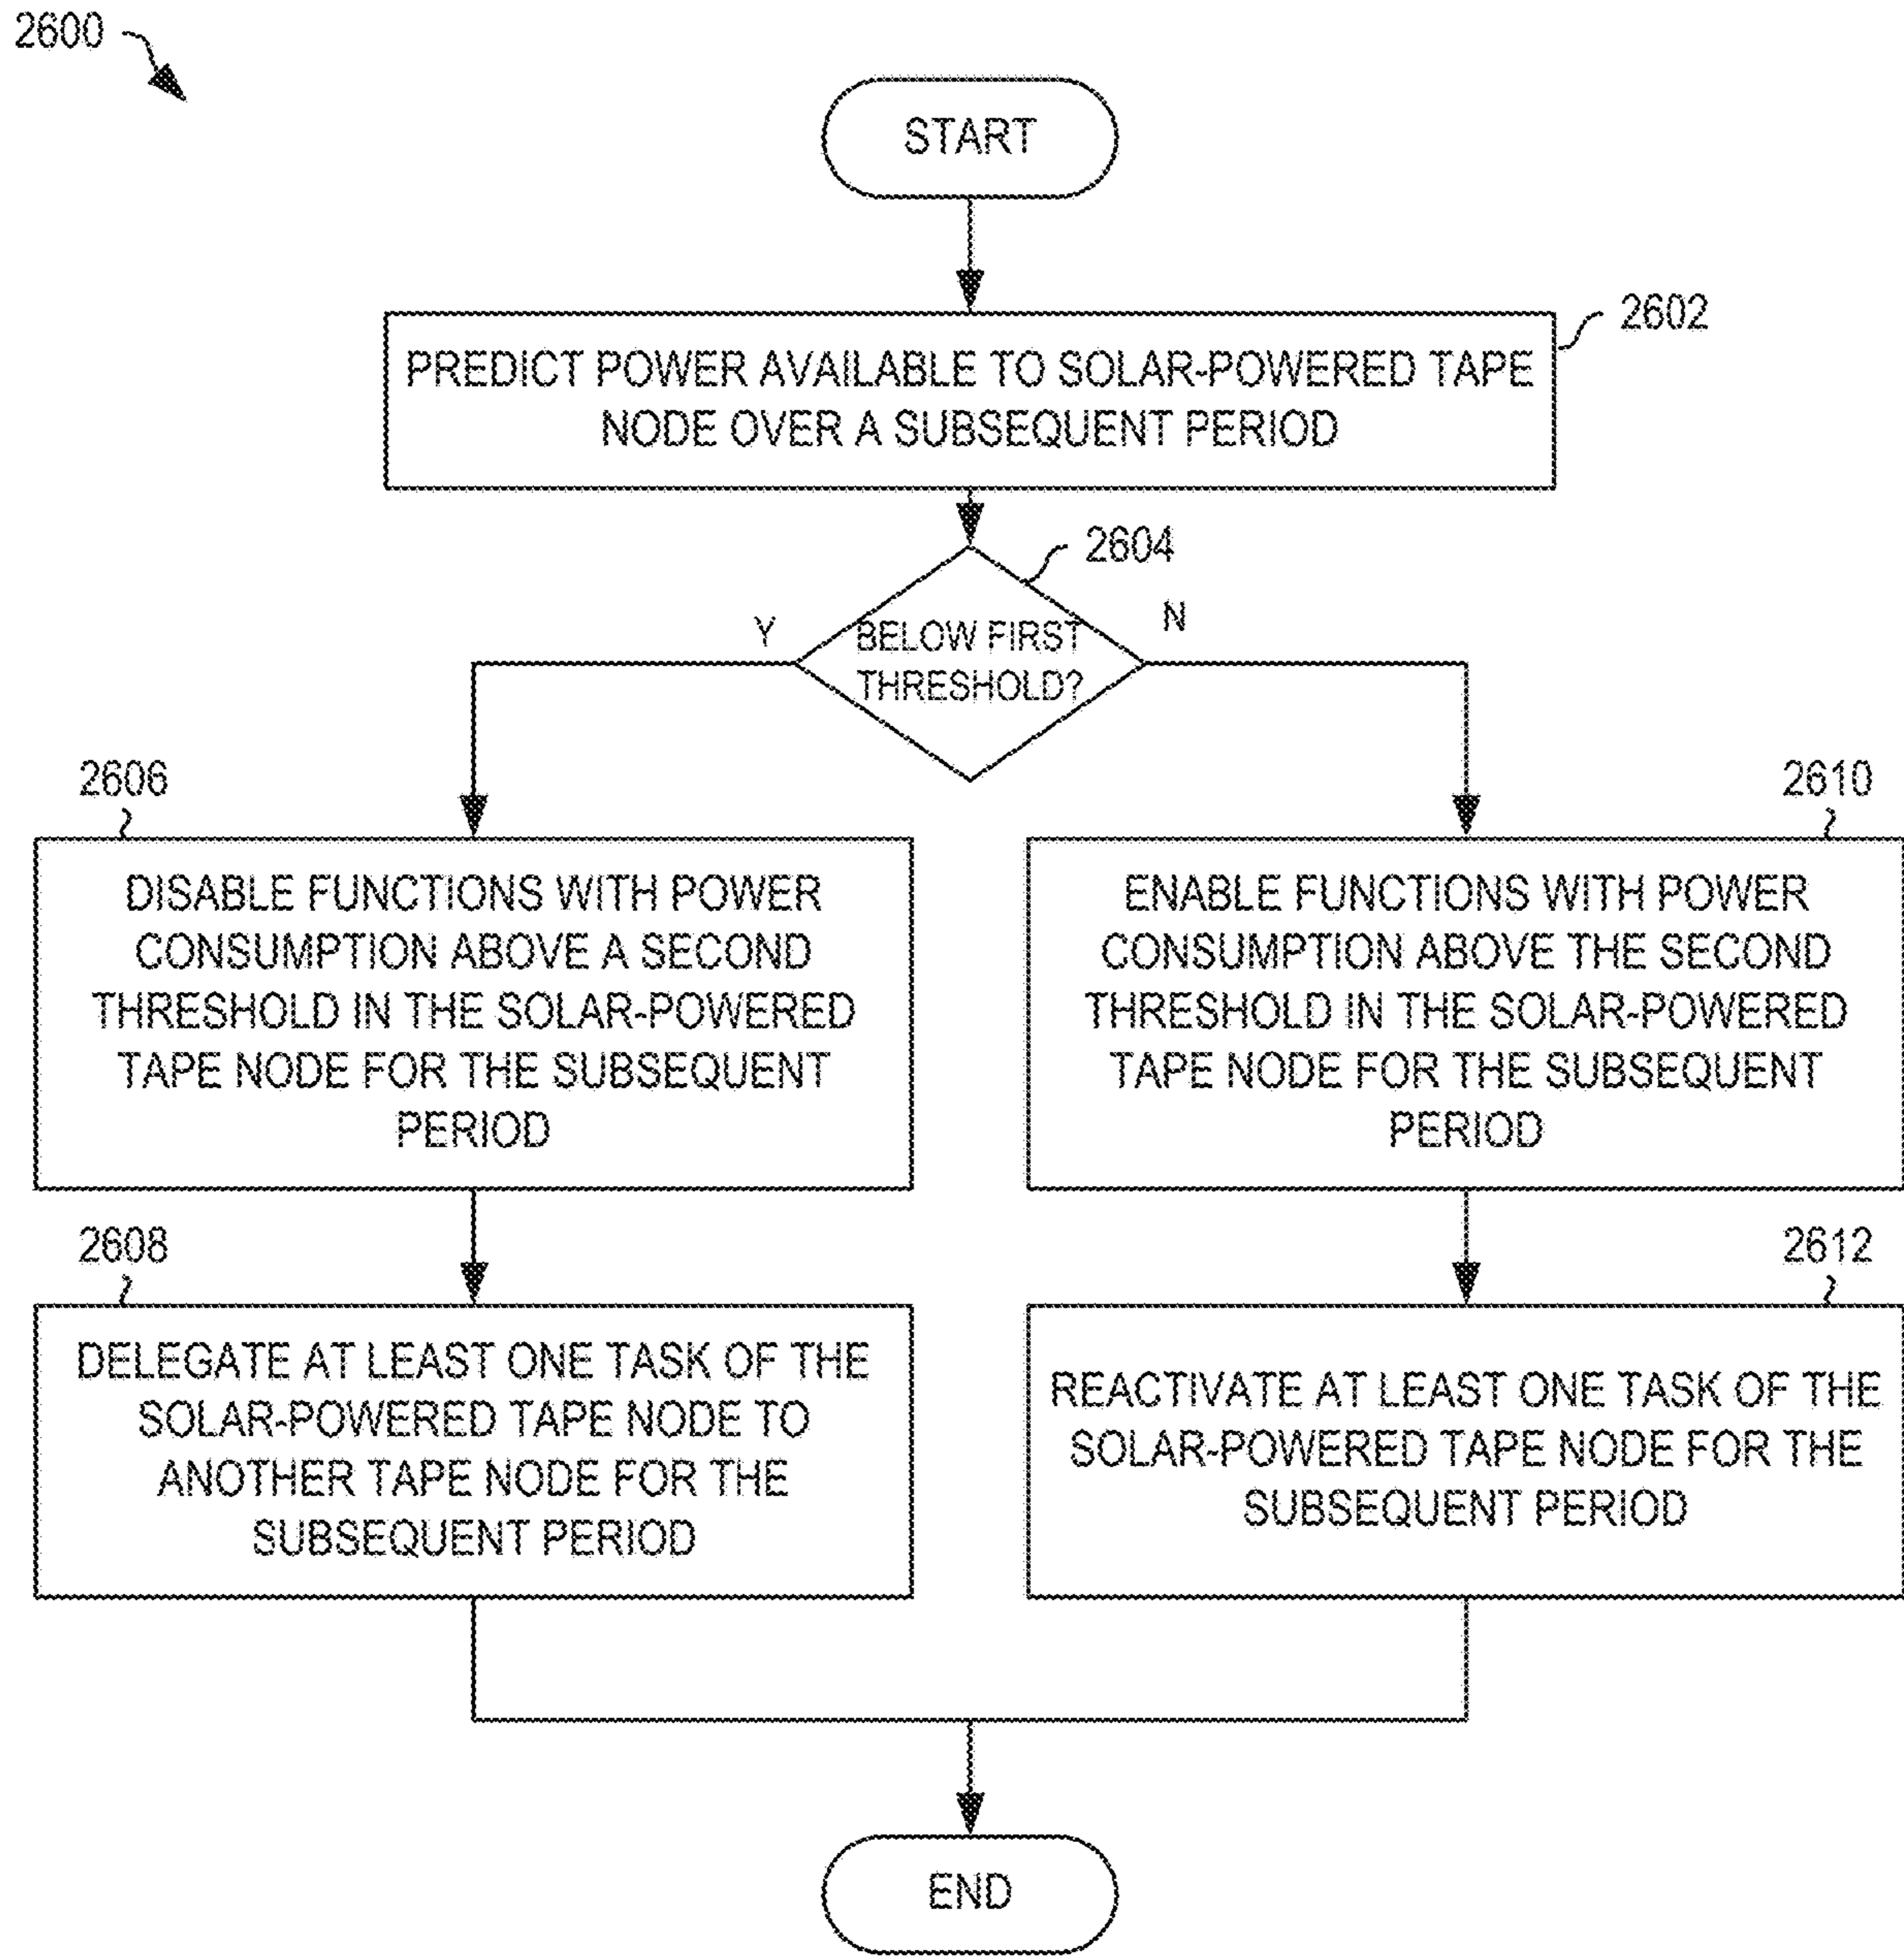 2600
START
2602
PREDICT POWER AVAILABLE TO SOLAR-POWERED TAPE
NODE OVER A SUBSEQUENT PERIOD
2604
Y
BELOW FIRST
THRESHOLD?
N
2606
DISABLE FUNCTIONS WITH POWER
CONSUMPTION ABOVE A SECOND
THRESHOLD IN THE SOLAR-POWERED
TAPE NODE FOR THE SUBSEQUENT
PERIOD
2610
ENABLE FUNCTIONS WITH POWER
CONSUMPTION ABOVE THE SECOND
THRESHOLD IN THE SOLAR-POWERED
TAPE NODE FOR THE SUBSEQUENT
PERIOD
2608
DELEGATE AT LEAST ONE TASK OF THE
SOLAR-POWERED TAPE NODE TO
ANOTHER TAPE NODE FOR THE
SUBSEQUENT PERIOD
2612
REACTIVATE AT LEAST ONE TASK OF THE
SOLAR-POWERED TAPE NODE FOR THE
SUBSEQUENT PERIOD
END